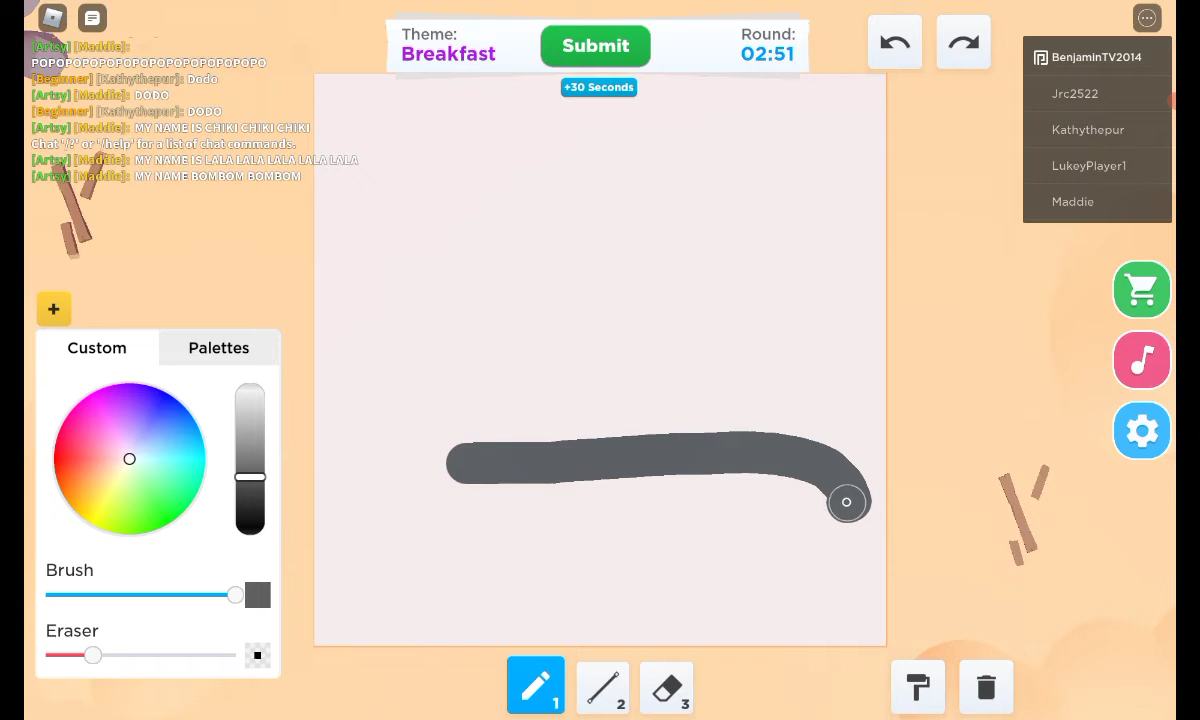 [Artsy] [Maddie]:
POPOPOPOPOPOPOPOPOPOPOPOPOPO
[Beginner] [Kathythepur]: Dodo
[Artsy] [Maddie]: DODO
[Beginner] [Kathythepur]: DODO
[Artsy] [Maddie]: MY NAME IS CHIKI CHIKI CHIKI
Chat '/?' or '/help' for a list of chat commands.
[Artsy] [Maddie]: MY NAME IS LALA LALA LALA LALA LALA
[Artsy] [Maddie]: MY NAME BOMBOM BOMBOM
Theme:
Breakfast
Submit
Round:
02:51
+30 Seconds
BenjaminTV2014
Jrc2522
Kathythepur
LukeyPlayer1
Maddie
+
Custom
Palettes
Brush
Eraser
1
2
3